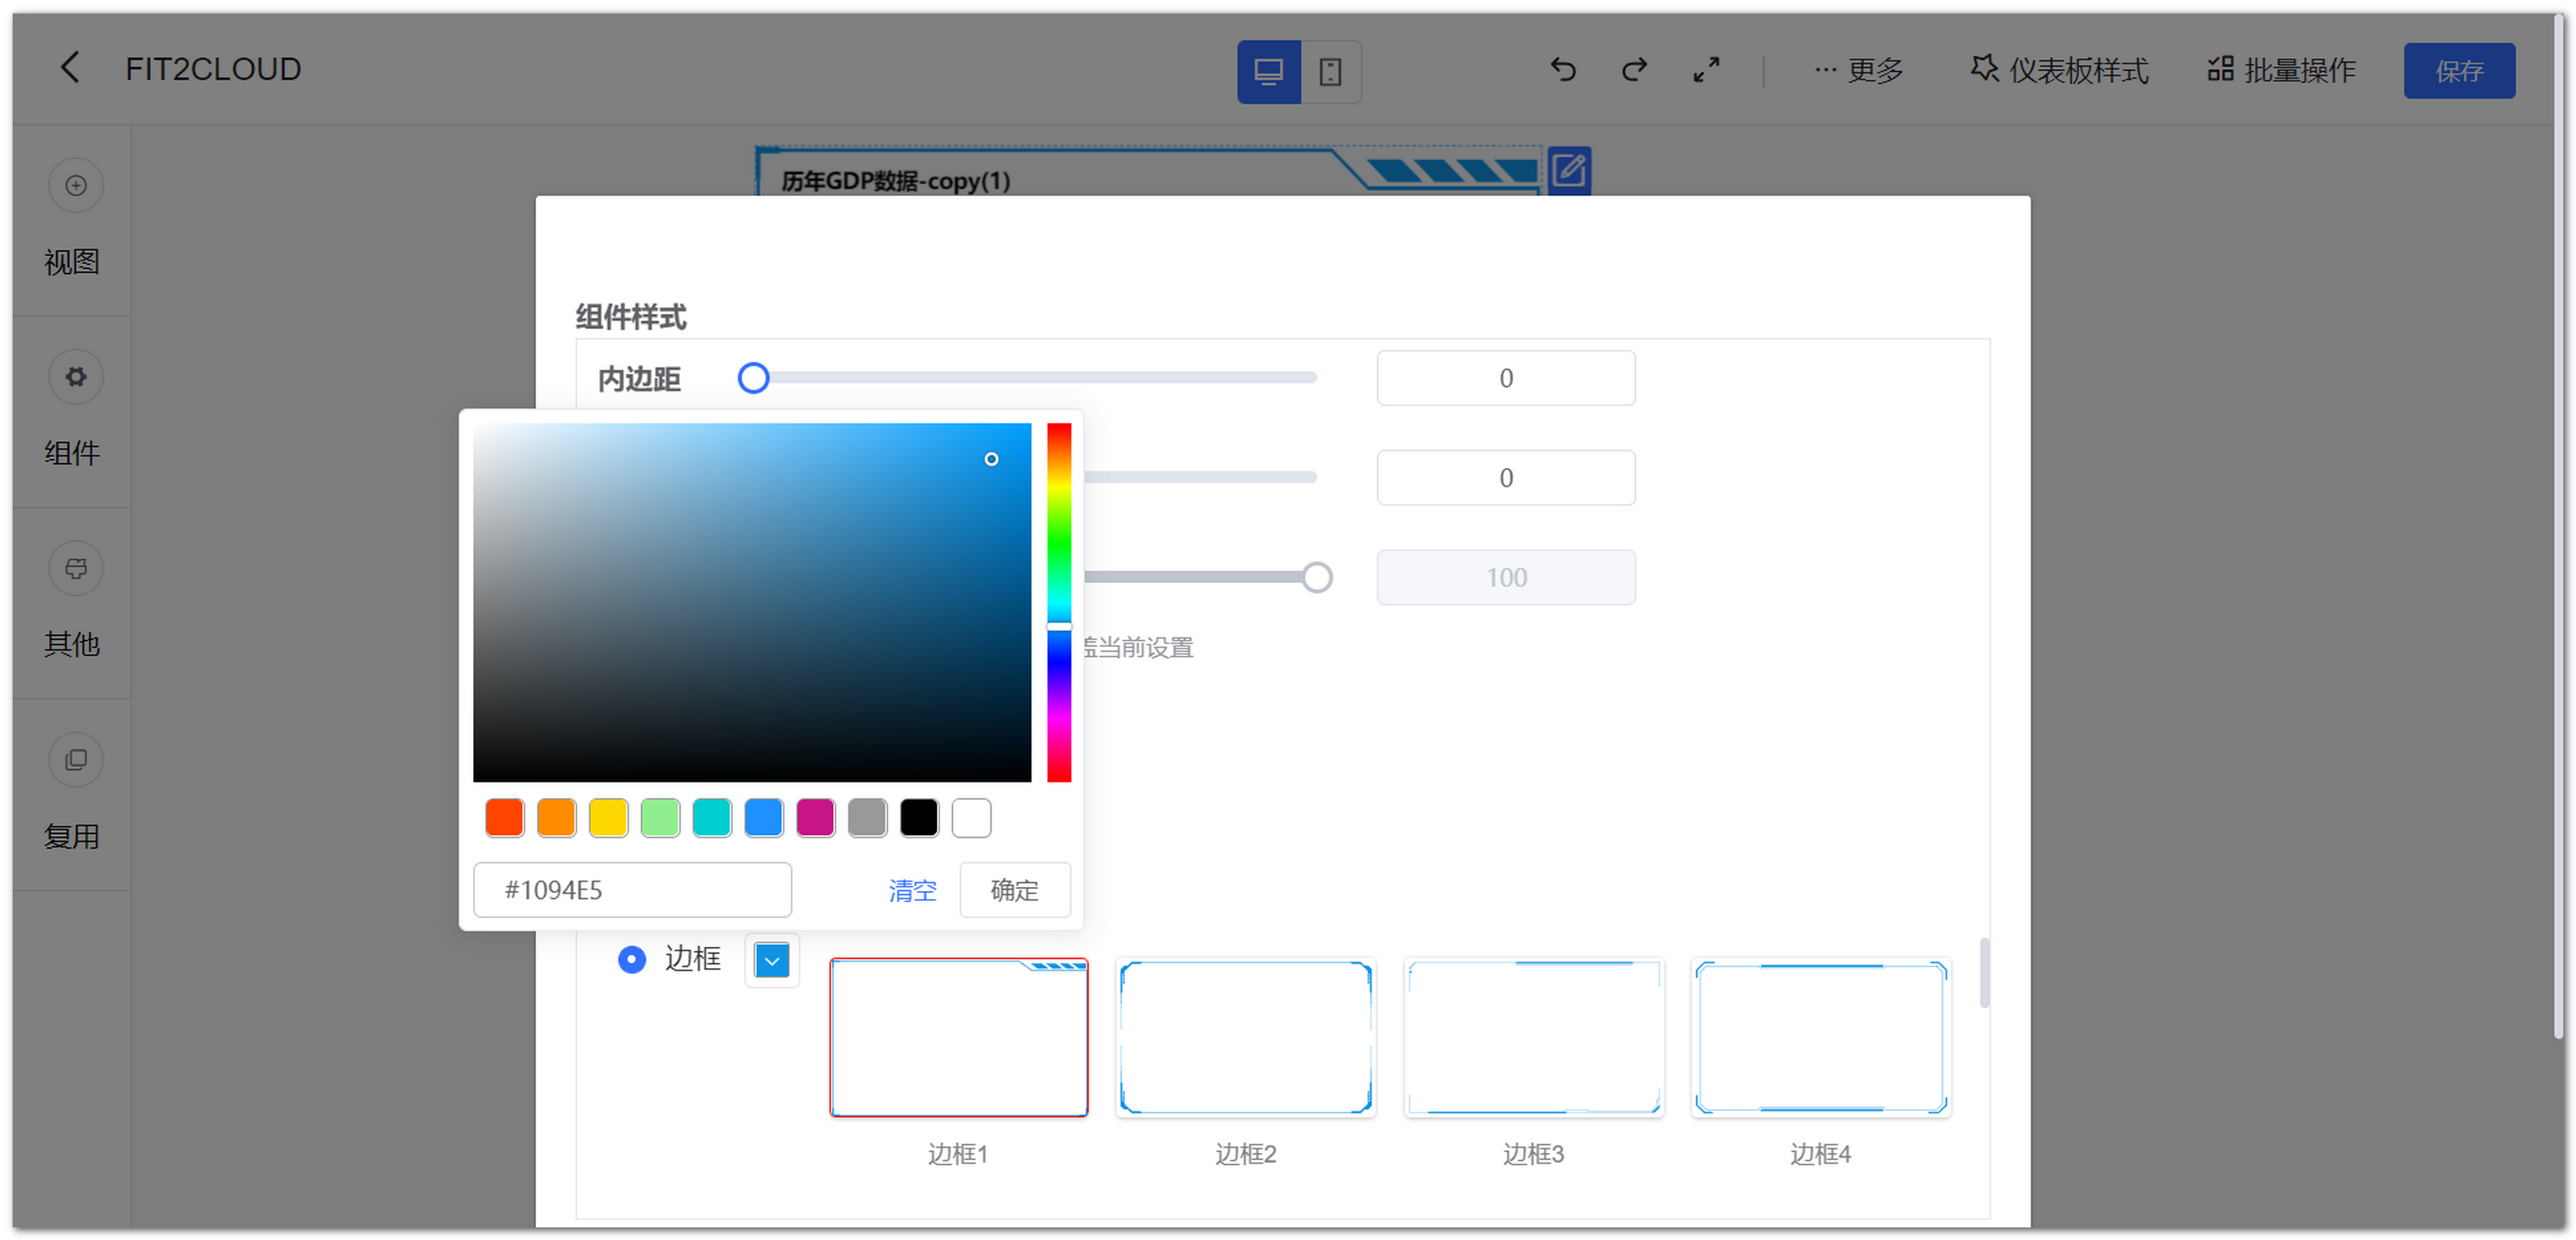 FIT2CLOUD
更多
仪表板样式
批量操作
保存
视图
组件
其他
复用
历年GDP数据-copy(1)
组件样式
内边距
0
0
100
盖当前设置
#1094E5
清空
确定
边框
边框1
边框2
边框3
边框4